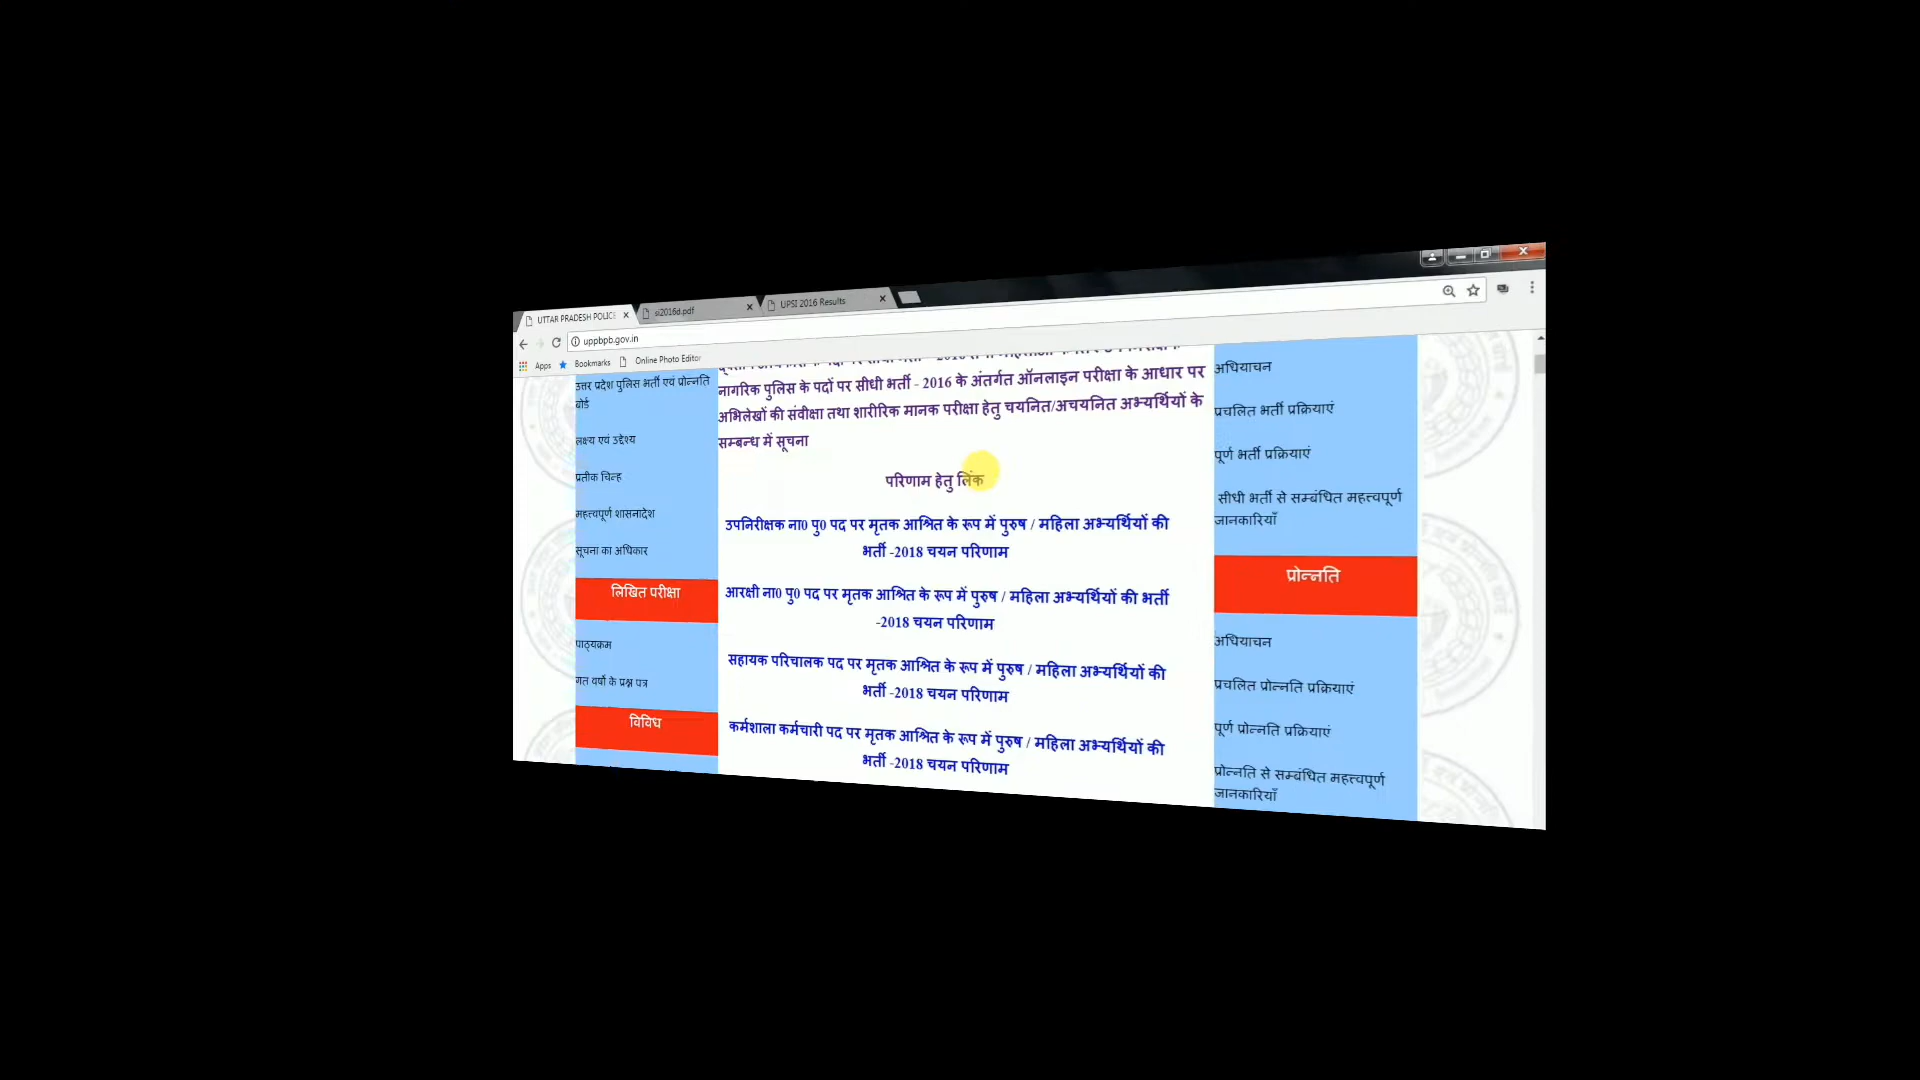 UTTAR PRADESH POLICE
si2016d.pdf
UPSI 2016 Results
uppbpb.gov.in
Apps
Bookmarks
Online Photo Editor
उत्तर प्रदेश पुलिस भर्ती एवं प्रोन्नति
बोर्ड
लक्ष्य एवं उद्देश्य
प्रतीक चिन्ह
महत्त्वपूर्ण शासनादेश
सूचना का अधिकार
लिखित परीक्षा
पाठ्यक्रम
गत वर्षों के प्रश्न पत्र
विविध
नागरिक पुलिस के पदों पर सीधी भर्ती - 2016 के अंतर्गत ऑनलाइन परीक्षा के आधार पर
अभिलेखों की संवीक्षा तथा शारीरिक मानक परीक्षा हेतु चयनित/अचयनित अभ्यर्थियों के
सम्बन्ध में सूचना
परिणाम हेतु लिंक
उपनिरीक्षक ना0 पु0 पद पर मृतक आश्रित के रूप में पुरुष / महिला अभ्यर्थियों की
भर्ती -2018 चयन परिणाम
आरक्षी ना0 पु0 पद पर मृतक आश्रित के रूप में पुरुष / महिला अभ्यर्थियों की भर्ती
-2018 चयन परिणाम
सहायक परिचालक पद पर मृतक आश्रित के रूप में पुरुष / महिला अभ्यर्थियों की
भर्ती -2018 चयन परिणाम
कर्मशाला कर्मचारी पद पर मृतक आश्रित के रूप में पुरुष / महिला अभ्यर्थियों की
भर्ती -2018 चयन परिणाम
अधियाचन
प्रचलित भर्ती प्रक्रियाएं
पूर्ण भर्ती प्रक्रियाएं
सीधी भर्ती से सम्बंधित महत्त्वपूर्ण
जानकारियाँ
प्रोन्नति
अधियाचन
प्रचलित प्रोन्नति प्रक्रियाएं
पूर्ण प्रोन्नति प्रक्रियाएं
प्रोन्नति से सम्बंधित महत्त्वपूर्ण
जानकारियाँ